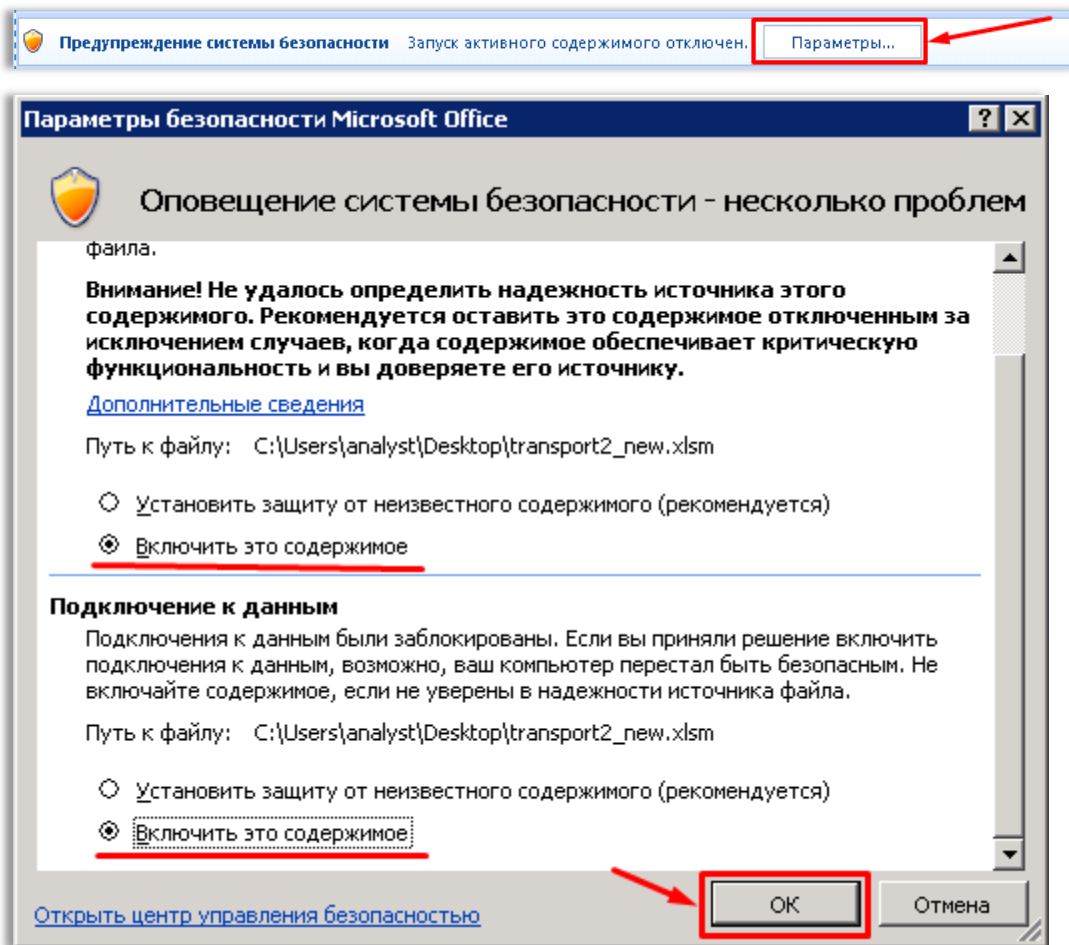 Предупреждение системы безопасности Запуск активного содержимого отключен. Параметры...
Параметры безопасности Microsoft Office
Оповещение системы безопасности - несколько проблем
файла.
Внимание! Не удалось определить надежность источника этого
содержимого. Рекомендуется оставить это содержимое отключенным за
исключением случаев, когда содержимое обеспечивает критическую
функциональность и вы доверяете его источнику.
Дополнительные сведения
Путь к файлу: C:\Users\analyst\Desktop\transport2_new.xlsm
Установить защиту от неизвестного содержимого (рекомендуется)
Включить это содержимое
Подключение к данным
Подключения к данным были заблокированы. Если вы приняли решение включить
подключения к данным, возможно, ваш компьютер перестал быть безопасным. Не
включайте содержимое, если не уверены в надежности источника файла.
Путь к файлу: C:\Users\analyst\Desktop\transport2_new.xlsm
Установить защиту от неизвестного содержимого (рекомендуется)
Включить это содержимое
Открыть центр управления безопасностью
ОК
Отмена